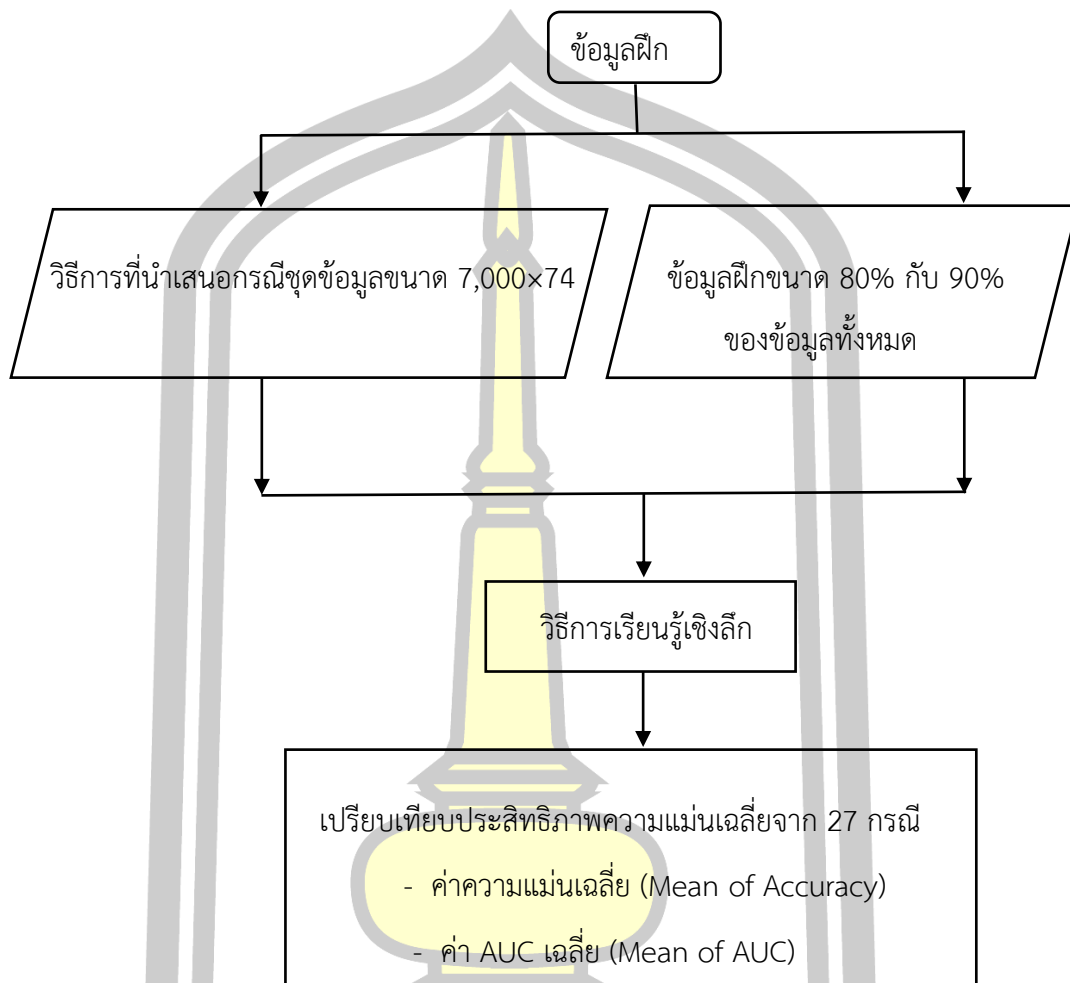 ข้อมูลฝึก
วิธีการที่นำเสนอกรณีชุดข้อมูลขนาด 7,000×74
ข้อมูลฝึกขนาด 80% กับ 90%
ของข้อมูลทั้งหมด
วิธีการเรียนรู้เชิงลึก
เปรียบเทียบประสิทธิภาพความแม่นเฉลี่ยจาก 27 กรณี
- ค่าความแม่นเฉลี่ย (Mean of Accuracy)
- ค่า AUC เฉลี่ย (Mean of AUC)